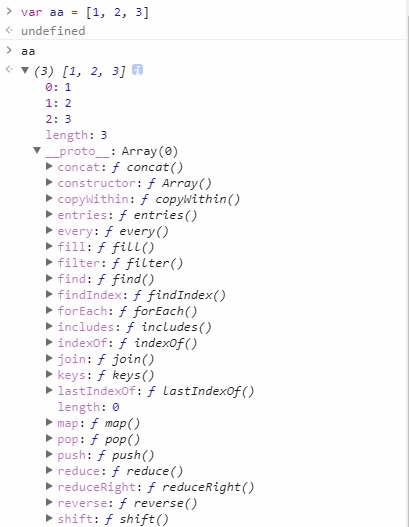 var aa = [1, 2, 3]
undefined
aa
(3) [1, 2, 3] i
0: 1
1: 2
2: 3
length: 3
__proto__: Array(0)
concat: ƒ concat()
constructor: ƒ Array()
copyWithin: ƒ copyWithin()
entries: ƒ entries()
every: ƒ every()
fill: ƒ fill()
filter: ƒ filter()
find: ƒ find()
findIndex: ƒ findIndex()
forEach: ƒ forEach()
includes: ƒ includes()
indexOf: ƒ indexOf()
join: ƒ join()
keys: ƒ keys()
lastIndexOf: ƒ lastIndexOf()
length: 0
map: ƒ map()
pop: ƒ pop()
push: ƒ push()
reduce: ƒ reduce()
reduceRight: ƒ reduceRight()
reverse: ƒ reverse()
shift: ƒ shift()